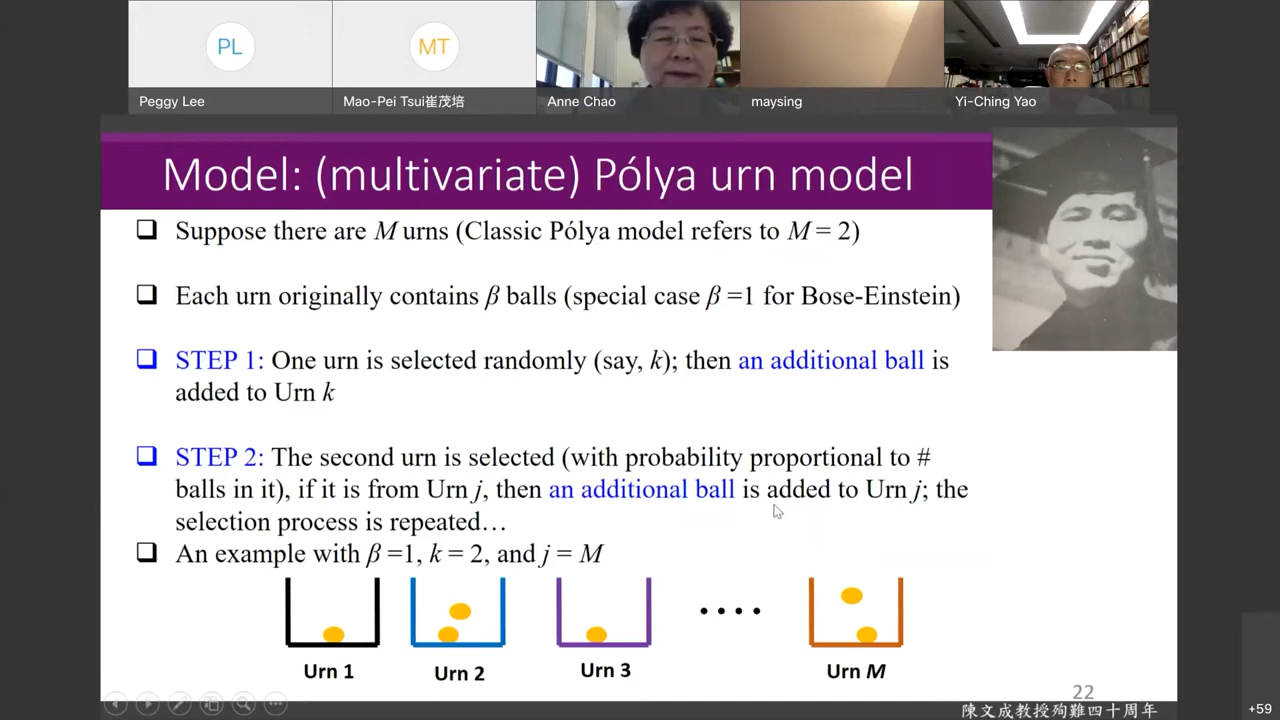 PL
MT
Peggy Lee
Mao-Pei Tsui崔茂培
Anne Chao
maysing
Yi-Ching Yao
Model: (multivariate) Pólya urn model
Suppose there are M urns (Classic Pólya model refers to M = 2)
Each urn originally contains β balls (special case β =1 for Bose-Einstein)
STEP 1: One urn is selected randomly (say, k); then an additional ball is
added to Urn k
STEP 2: The second urn is selected (with probability proportional to #
balls in it), if it is from Urn j, then an additional ball is added to Urn j; the
selection process is repeated…
An example with β =1, k = 2, and j = M
Urn 1
Urn 2
Urn 3
Urn M
22
陳文成教授殉難四十周年
+59